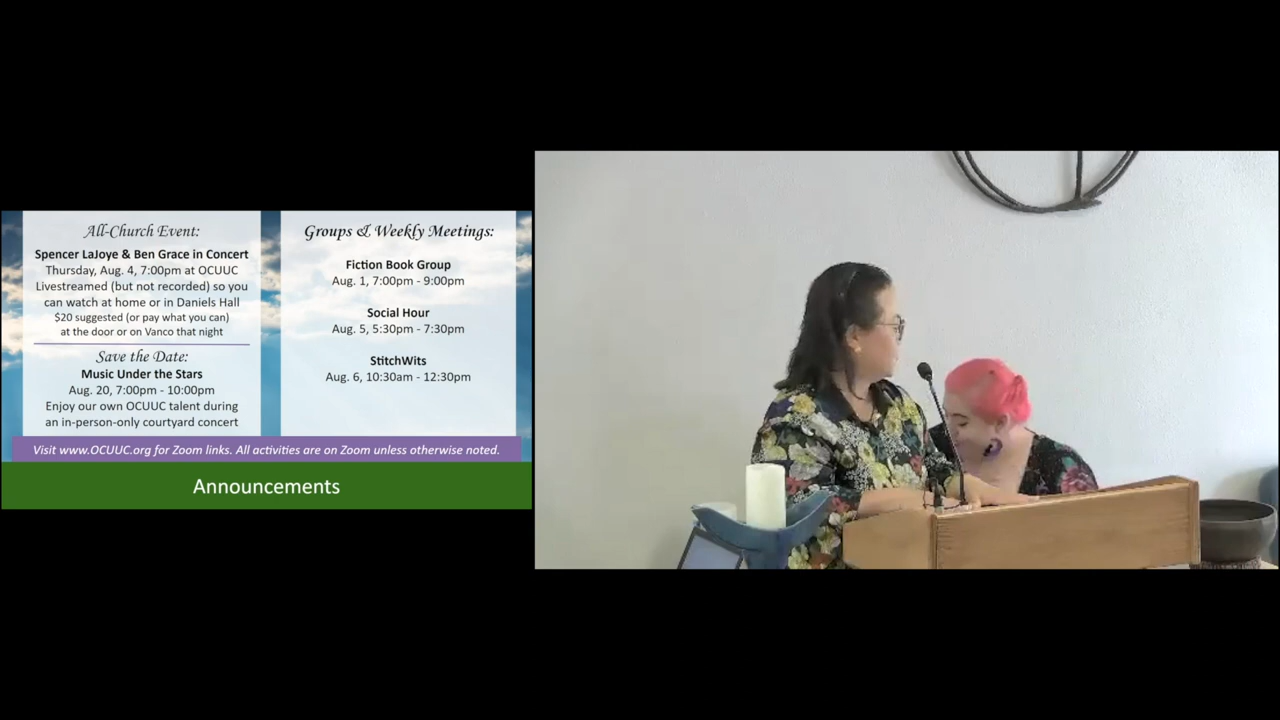 All-Church Event:
Spencer LaJoye & Ben Grace in Concert
Thursday, Aug. 4, 7:00pm at OCUUC
Livestreamed (but not recorded) so you
can watch at home or in Daniels Hall
$20 suggested (or pay what you can)
at the door or on Vanco that night
Save the Date:
Music Under the Stars
Aug. 20, 7:00pm - 10:00pm
Enjoy our own OCUUC talent during
an in-person-only courtyard concert
Groups & Weekly Meetings:
Fiction Book Group
Aug. 1, 7:00pm - 9:00pm
Social Hour
Aug. 5, 5:30pm - 7:30pm
StitchWits
Aug. 6, 10:30am - 12:30pm
Visit www.OCUUC.org for Zoom links. All activities are on Zoom unless otherwise noted.
Announcements